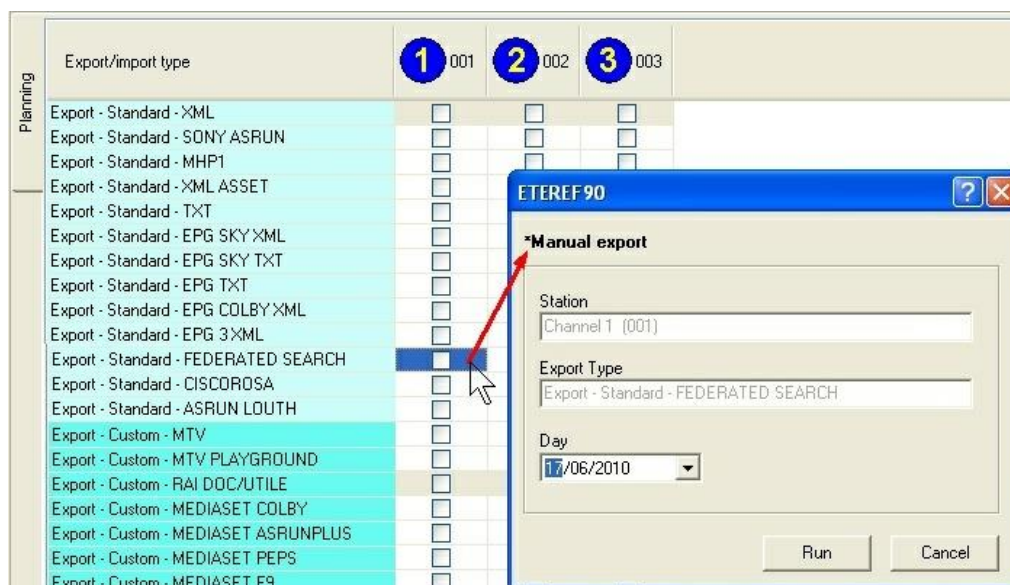 Planning
Export/import type
1 001
2 002
3 003
Export - Standard - XML
Export - Standard - SONY ASRUN
Export - Standard - MHP1
Export - Standard - XML ASSET
Export - Standard - TXT
Export - Standard - EPG SKY XML
Export - Standard - EPG SKY TXT
Export - Standard - EPG TXT
Export - Standard - EPG COLBY XML
Export - Standard - EPG 3 XML
Export - Standard - FEDERATED SEARCH
Export - Standard - CISCOROSA
Export - Standard - ASRUN LOUTH
Export - Custom - MTV
Export - Custom - MTV PLAYGROUND
Export - Custom - RAI DOC/UTILE
Export - Custom - MEDIASET COLBY
Export - Custom - MEDIASET ASRUNPLUS
Export - Custom - MEDIASET PEPS
Export - Custom - MEDIASET
ETEREF90
*Manual export
Station
Channel 1 (001)
Export Type
Export - Standard - FEDERATED SEARCH
Day
17/06/2010
Run
Cancel